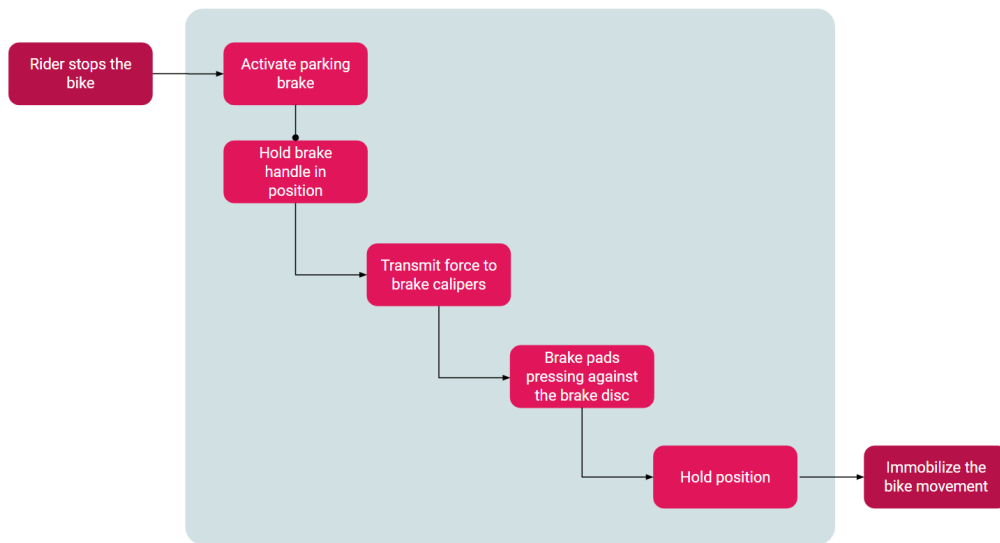 Rider stops the
bike
Activate parking
brake
Hold brake
handle in
position
Transmit force to
brake calipers
Brake pads
pressing against
the brake disc
Hold position
Immobilize the
bike movement